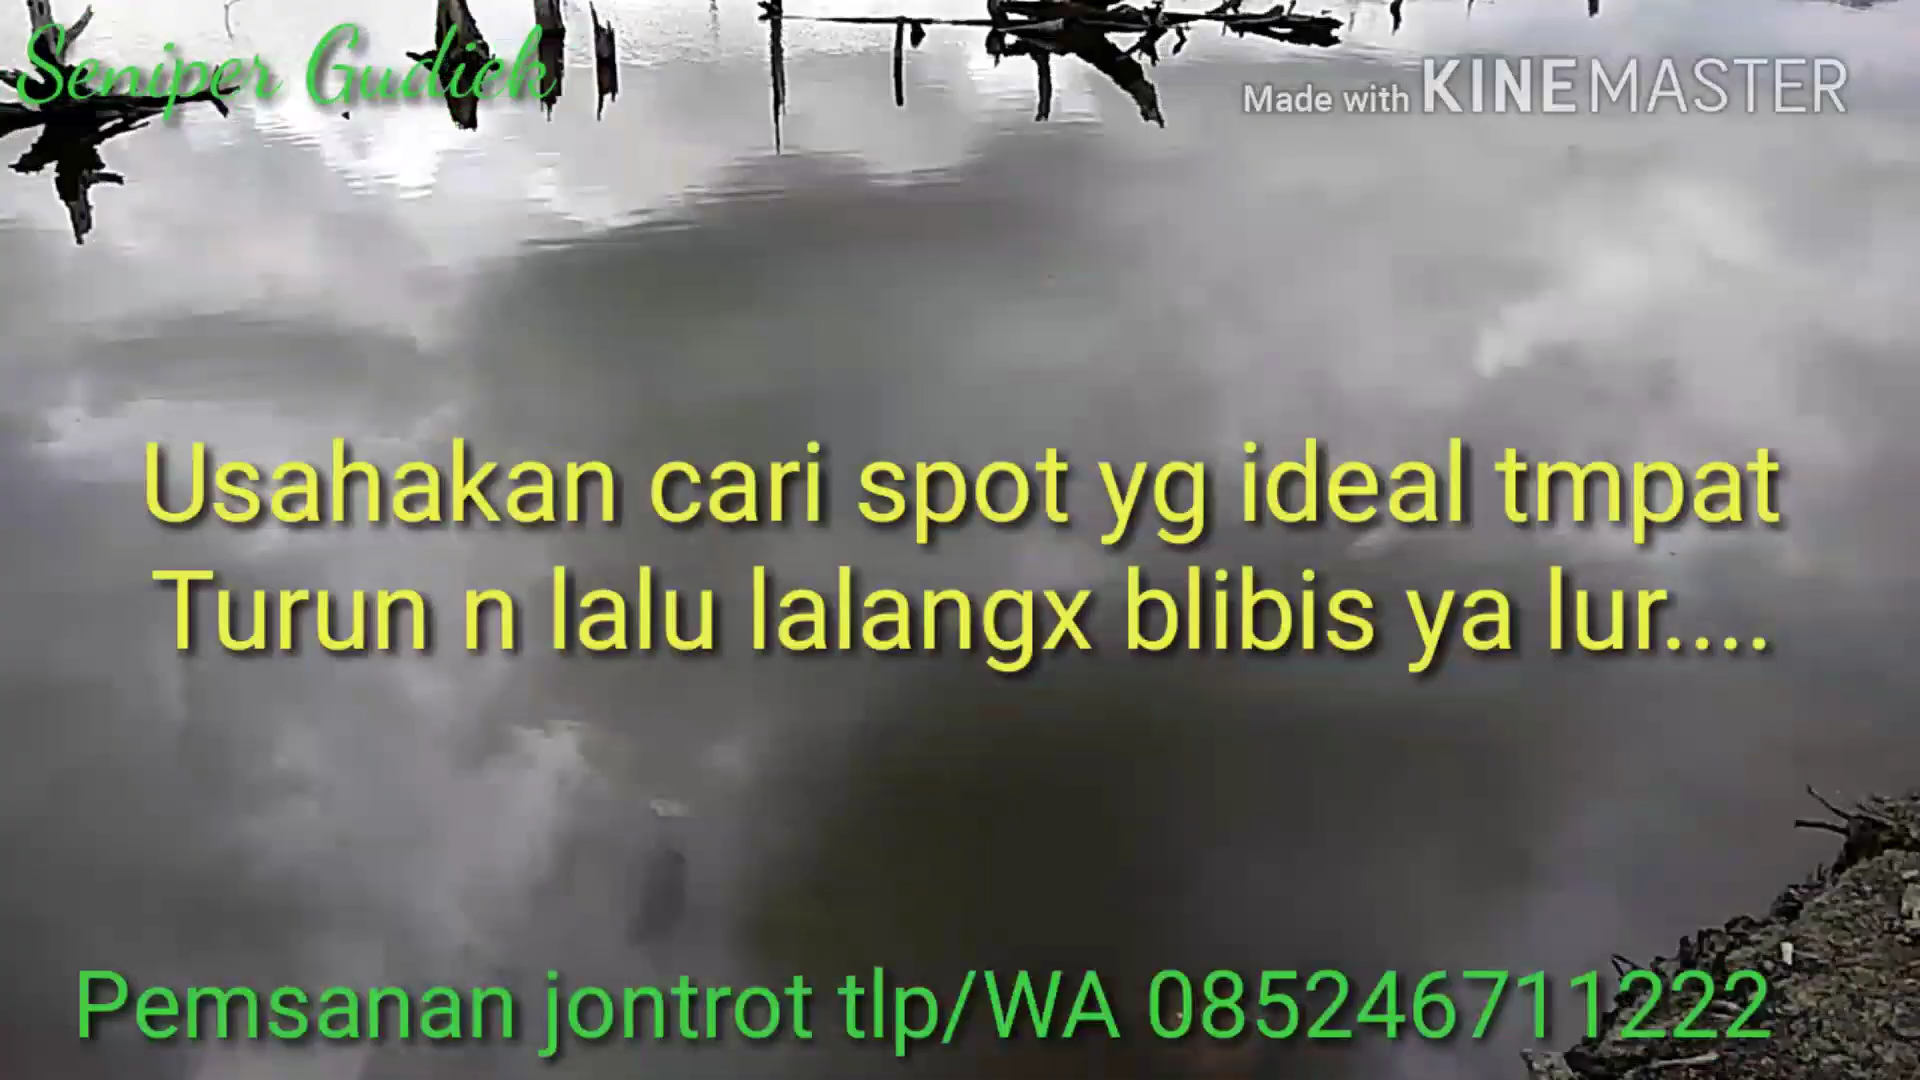 Seniper Gudick
Made with KINEMASTER
Usahakan cari spot yg ideal tmpat
Turun n lalu lalangx blibis ya lur....
Pemsanan jontrot tlp/WA 085246711222